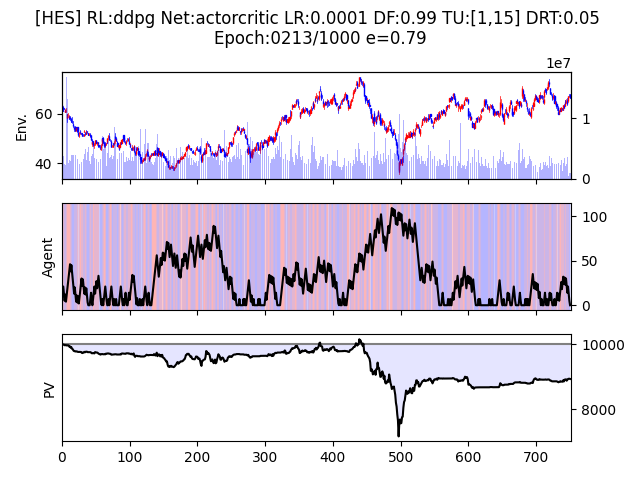 [HES] RL:ddpg Net:actorcritic LR:0.0001 DF:0.99 TU:[1,15] DRT:0.05
Epoch:0213/1000 e=0.79
1e7
Env.
60
40
1
0
Agent
100
50
0
PV
10000
8000
0 100 200 300 400 500 600 700